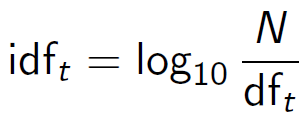 idf_t = log_10 N/df_t